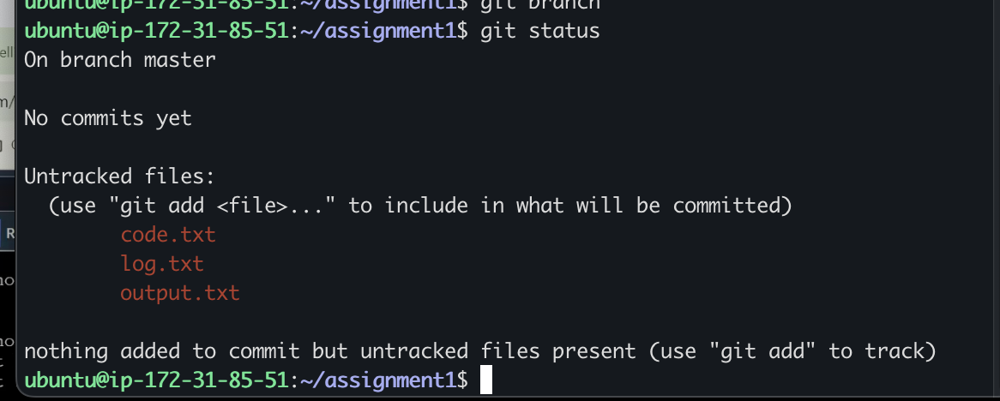 ubuntu@ip-172-31-85-51:~/assignment1$ git branch
ubuntu@ip-172-31-85-51:~/assignment1$ git status
On branch master
No commits yet
Untracked files:
(use "git add <file>..." to include in what will be committed)
code.txt
log.txt
output.txt
nothing added to commit but untracked files present (use "git add" to track)
ubuntu@ip-172-31-85-51:~/assignment1$